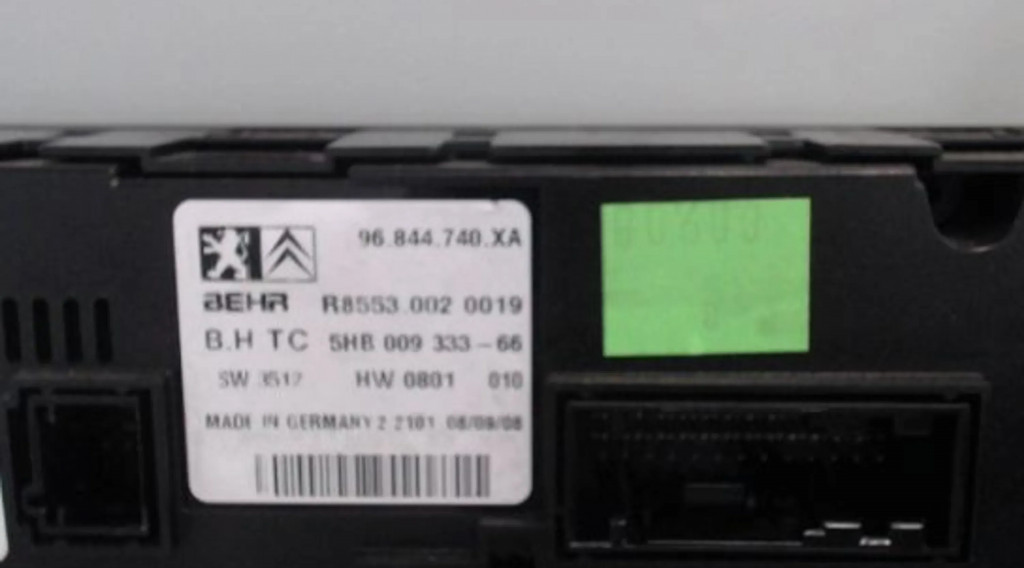 96.844.740.XA
BEHR R8553.002 0019
B.H TC 5HB 009 333-66
SW 3512 HW 0801 010
MADE IN GERMANY 2 2101 08/09/08